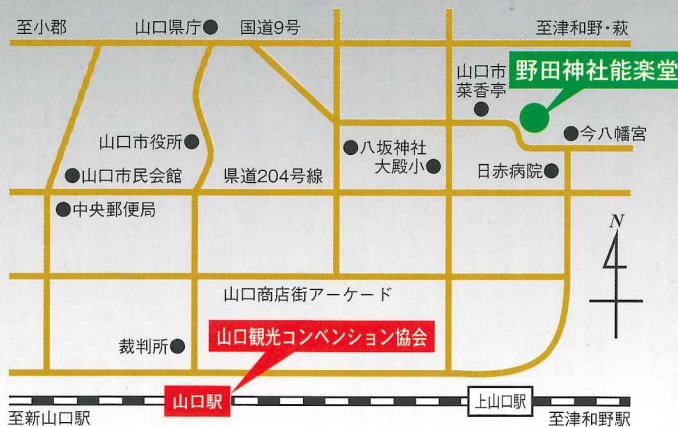 至小郡
山口県庁
国道9号
至津和野・萩
山口市
菜香亭
野田神社能楽堂
今八幡宮
山口市役所
八坂神社
大殿小
日赤病院
山口市民会館
県道204号線
中央郵便局
N
山口商店街アーケード
裁判所
山口観光コンベンション協会
山口駅
上山口駅
至新山口駅
至津和野駅